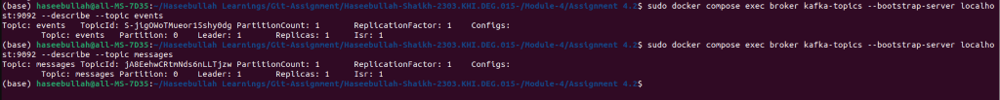 (base) haseebullah@all-MS-7D35:~/Haseebullah Learnings/Git-Assignment/Haseebullah-Shaikh-2303.KHI.DEG.015-/Module-4/Assignment 4.2$ sudo docker compose exec broker kafka-topics --bootstrap-server localho
st:9092 --describe --topic events
Topic: events TopicId: S-jigOWoTMueor15shy0dg PartitionCount: 1 ReplicationFactor: 1 Configs:
Topic: events Partition: 0 Leader: 1 Replicas: 1 Isr: 1
(base) haseebullah@all-MS-7D35:~/Haseebullah Learnings/Git-Assignment/Haseebullah-Shaikh-2303.KHI.DEG.015-/Module-4/Assignment 4.2$ sudo docker compose exec broker kafka-topics --bootstrap-server localho
st:9092 --describe --topic messages
Topic: messages TopicId: jA8EehwCRtmNds6nLLTjzw PartitionCount: 1 ReplicationFactor: 1 Configs:
Topic: messages Partition: 0 Leader: 1 Replicas: 1 Isr: 1
(base) haseebullah@all-MS-7D35:~/Haseebullah Learnings/Git-Assignment/Haseebullah-Shaikh-2303.KHI.DEG.015-/Module-4/Assignment 4.2$